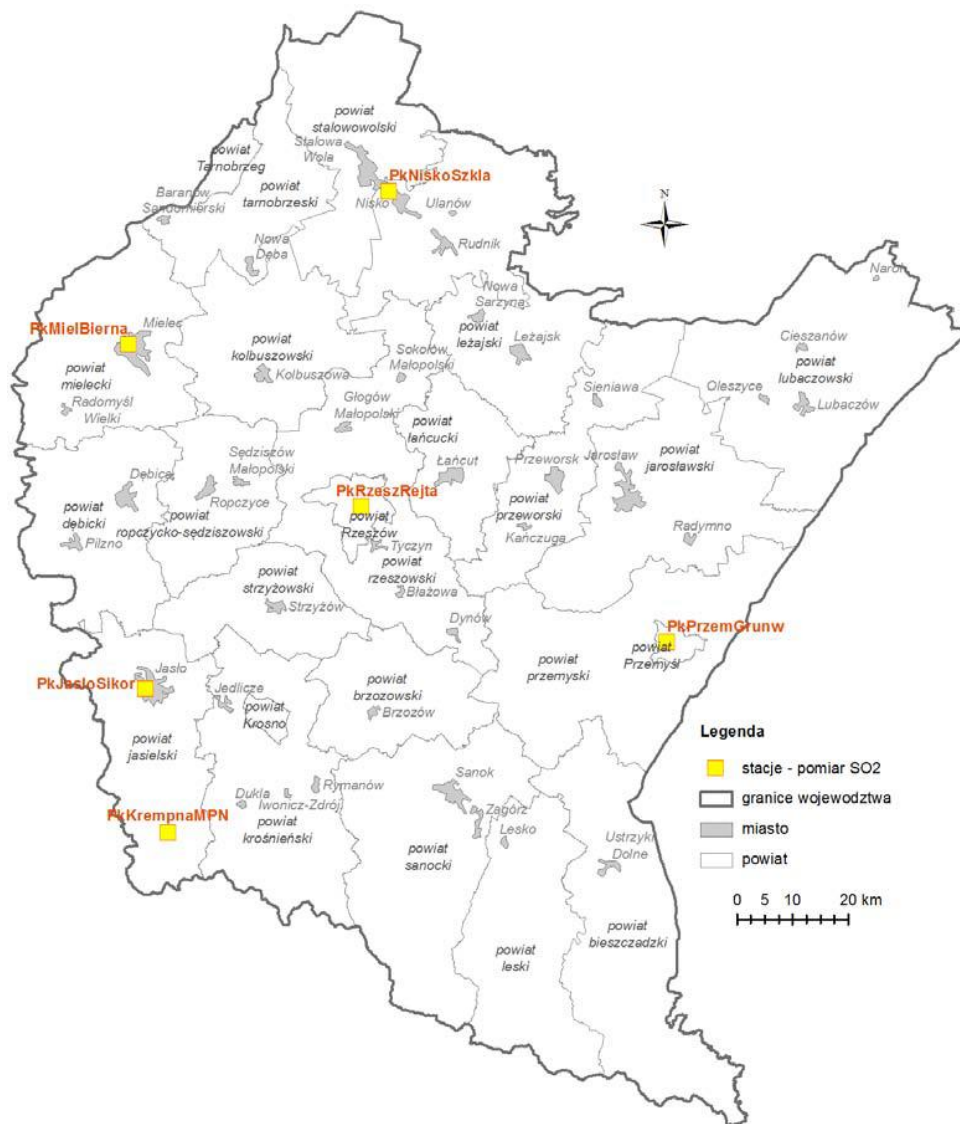 powiat
stalowowolski
Stalowa
Wola
PkNiskoSzkla
powiat
Tarnobrzeg
powiat
tarnobrzeski
Baranów
Sandomierski
Nisko
Ulanów
N
Rudnik
Nowa
Dęba
Narol
Nowa
Sarzyna
PkMielBierna
Mielec
powiat
leżajski
Leżajsk
powiat
kolbuszowski
Sokołów
Małopolski
Cieszanów
powiat
lubaczowski
powiat
mielecki
Kolbuszowa
Sieniawa
Oleszyce
Lubaczów
Radomyśl
Wielki
Głogów
Małopolski
powiat
łańcucki
Sędziszów
Małopolski
Dębica
Łańcut
Przeworsk
Jarosław
powiat
jarosławski
Ropczyce
PkRzeszRejta
powiat
dębicki
powiat
ropczycko-sędziszowski
powiat
Rzeszów
powiat
przeworski
Kańczuga
Radymno
Pilzno
Tyczyn
powiat
rzeszowski
powiat
strzyżowski
Błażowa
Strzyżów
Dynów
PkPrzemGrunw
powiat
Przemyśl
powiat
przemyski
Jasło
PkJasloSikor
Jedlicze
powiat
brzozowski
Brzozów
powiat
Krosno
powiat
jasielski
Legenda
stacje - pomiar SO2
granice wojewodztwa
miasto
powiat
0 5 10 20 km
Sanok
Rymanów
Dukla
Iwonicz-Zdrój
Zagórz
PkKrempnaMPN
powiat
krośnieński
Lesko
Ustrzyki
Dolne
powiat
sanocki
powiat
bieszczadzki
powiat
leski